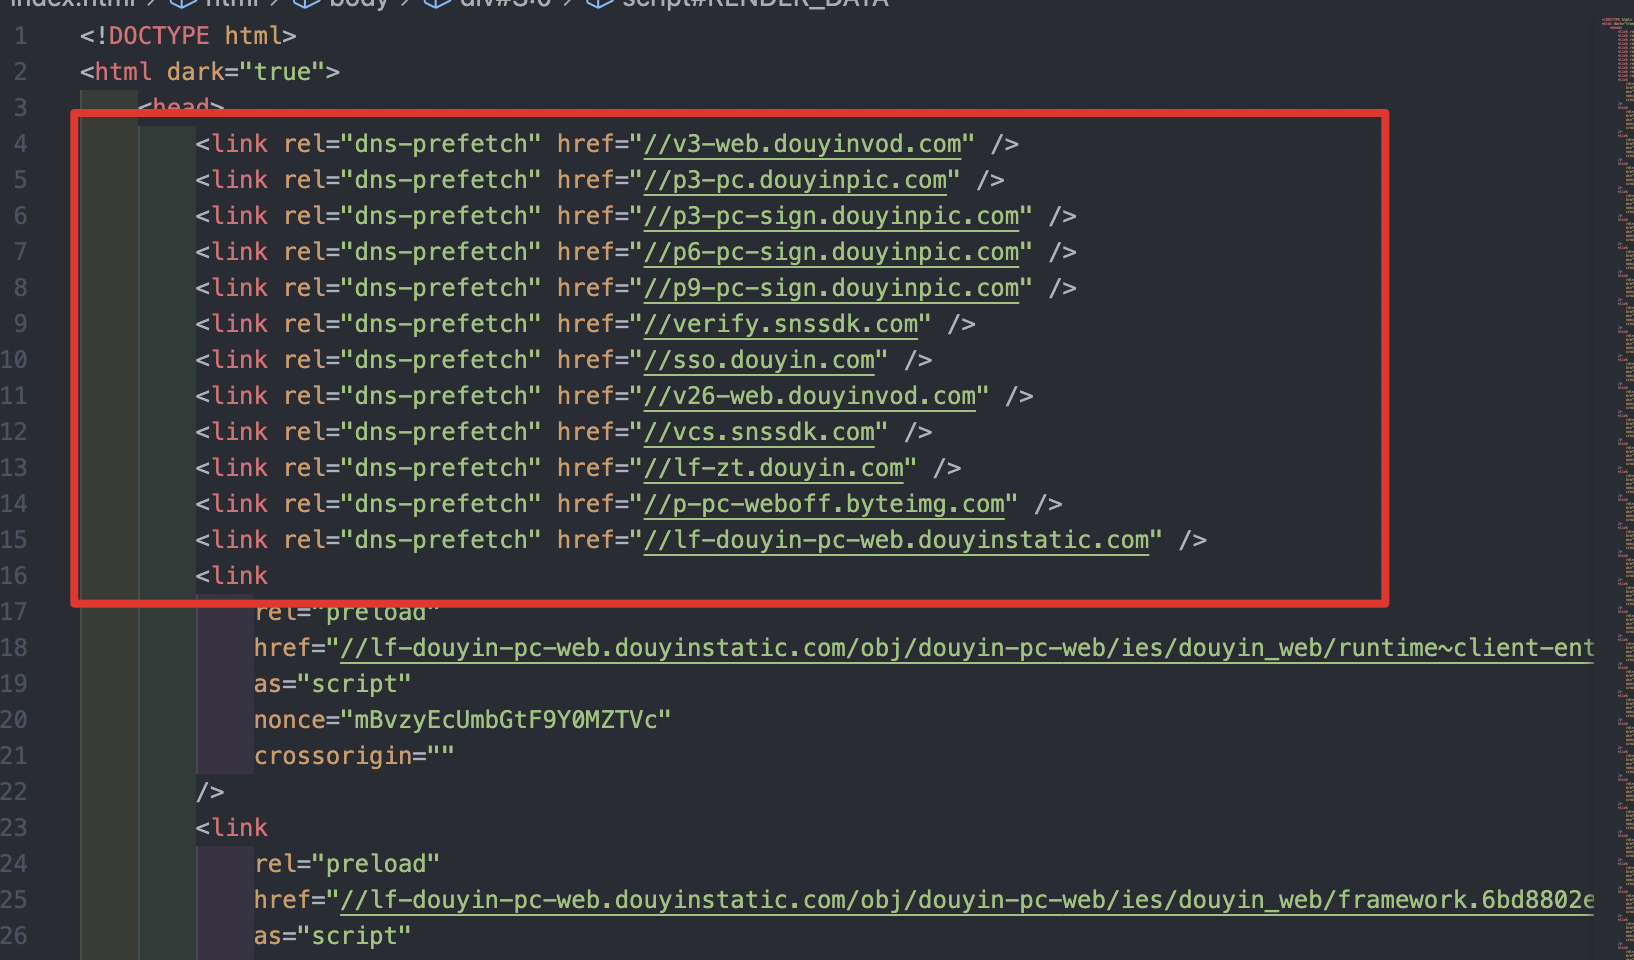 index.html > html > body > div#S:0 > script#RENDER_DATA
1 <!DOCTYPE html>
2 <html dark="true">
3 <head>
4 <link rel="dns-prefetch" href="//v3-web.douyinvod.com" />
5 <link rel="dns-prefetch" href="//p3-pc.douyinpic.com" />
6 <link rel="dns-prefetch" href="//p3-pc-sign.douyinpic.com" />
7 <link rel="dns-prefetch" href="//p6-pc-sign.douyinpic.com" />
8 <link rel="dns-prefetch" href="//p9-pc-sign.douyinpic.com" />
9 <link rel="dns-prefetch" href="//verify.snssdk.com" />
10 <link rel="dns-prefetch" href="//sso.douyin.com" />
11 <link rel="dns-prefetch" href="//v26-web.douyinvod.com" />
12 <link rel="dns-prefetch" href="//vcs.snssdk.com" />
13 <link rel="dns-prefetch" href="//lf-zt.douyin.com" />
14 <link rel="dns-prefetch" href="//p-pc-weboff.byteimg.com" />
15 <link rel="dns-prefetch" href="//lf-douyin-pc-web.douyinstatic.com" />
16 <link
17 rel="preload"
18 href="//lf-douyin-pc-web.douyinstatic.com/obj/douyin-pc-web/ies/douyin_web/runtime~client-ent
19 as="script"
20 nonce="mBvzyEcUmbGtF9Y0MZTVc"
21 crossorigin=""
22 />
23 <link
24 rel="preload"
25 href="//lf-douyin-pc-web.douyinstatic.com/obj/douyin-pc-web/ies/douyin_web/framework.6bd8802e
26 as="script"